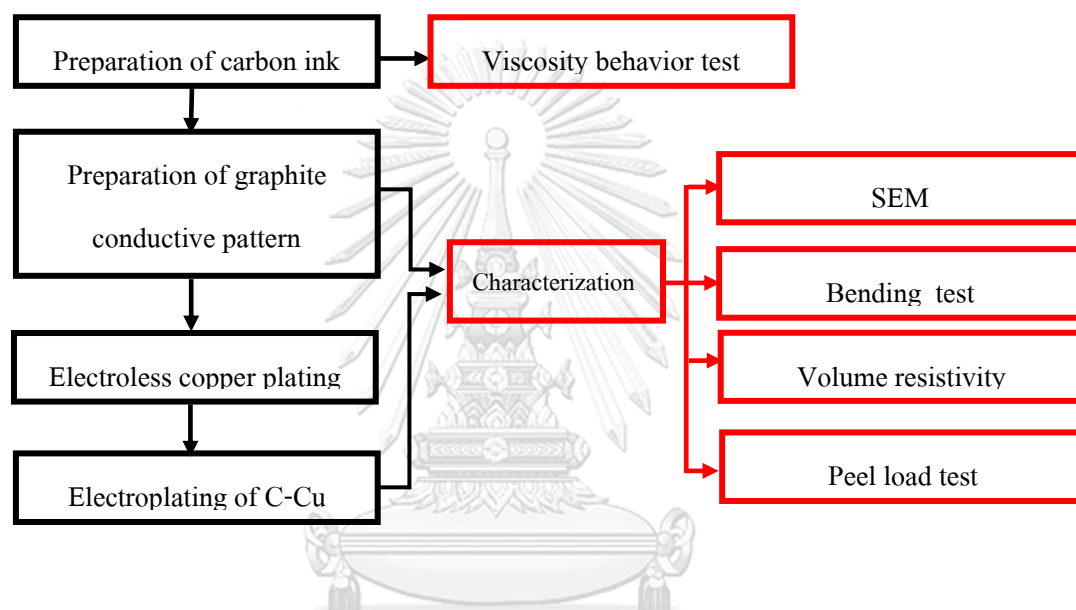 Preparation of carbon ink
Viscosity behavior test
Preparation of graphite
conductive pattern
Electroless copper plating
Electroplating of C-Cu
Characterization
SEM
Bending test
Volume resistivity
Peel load test